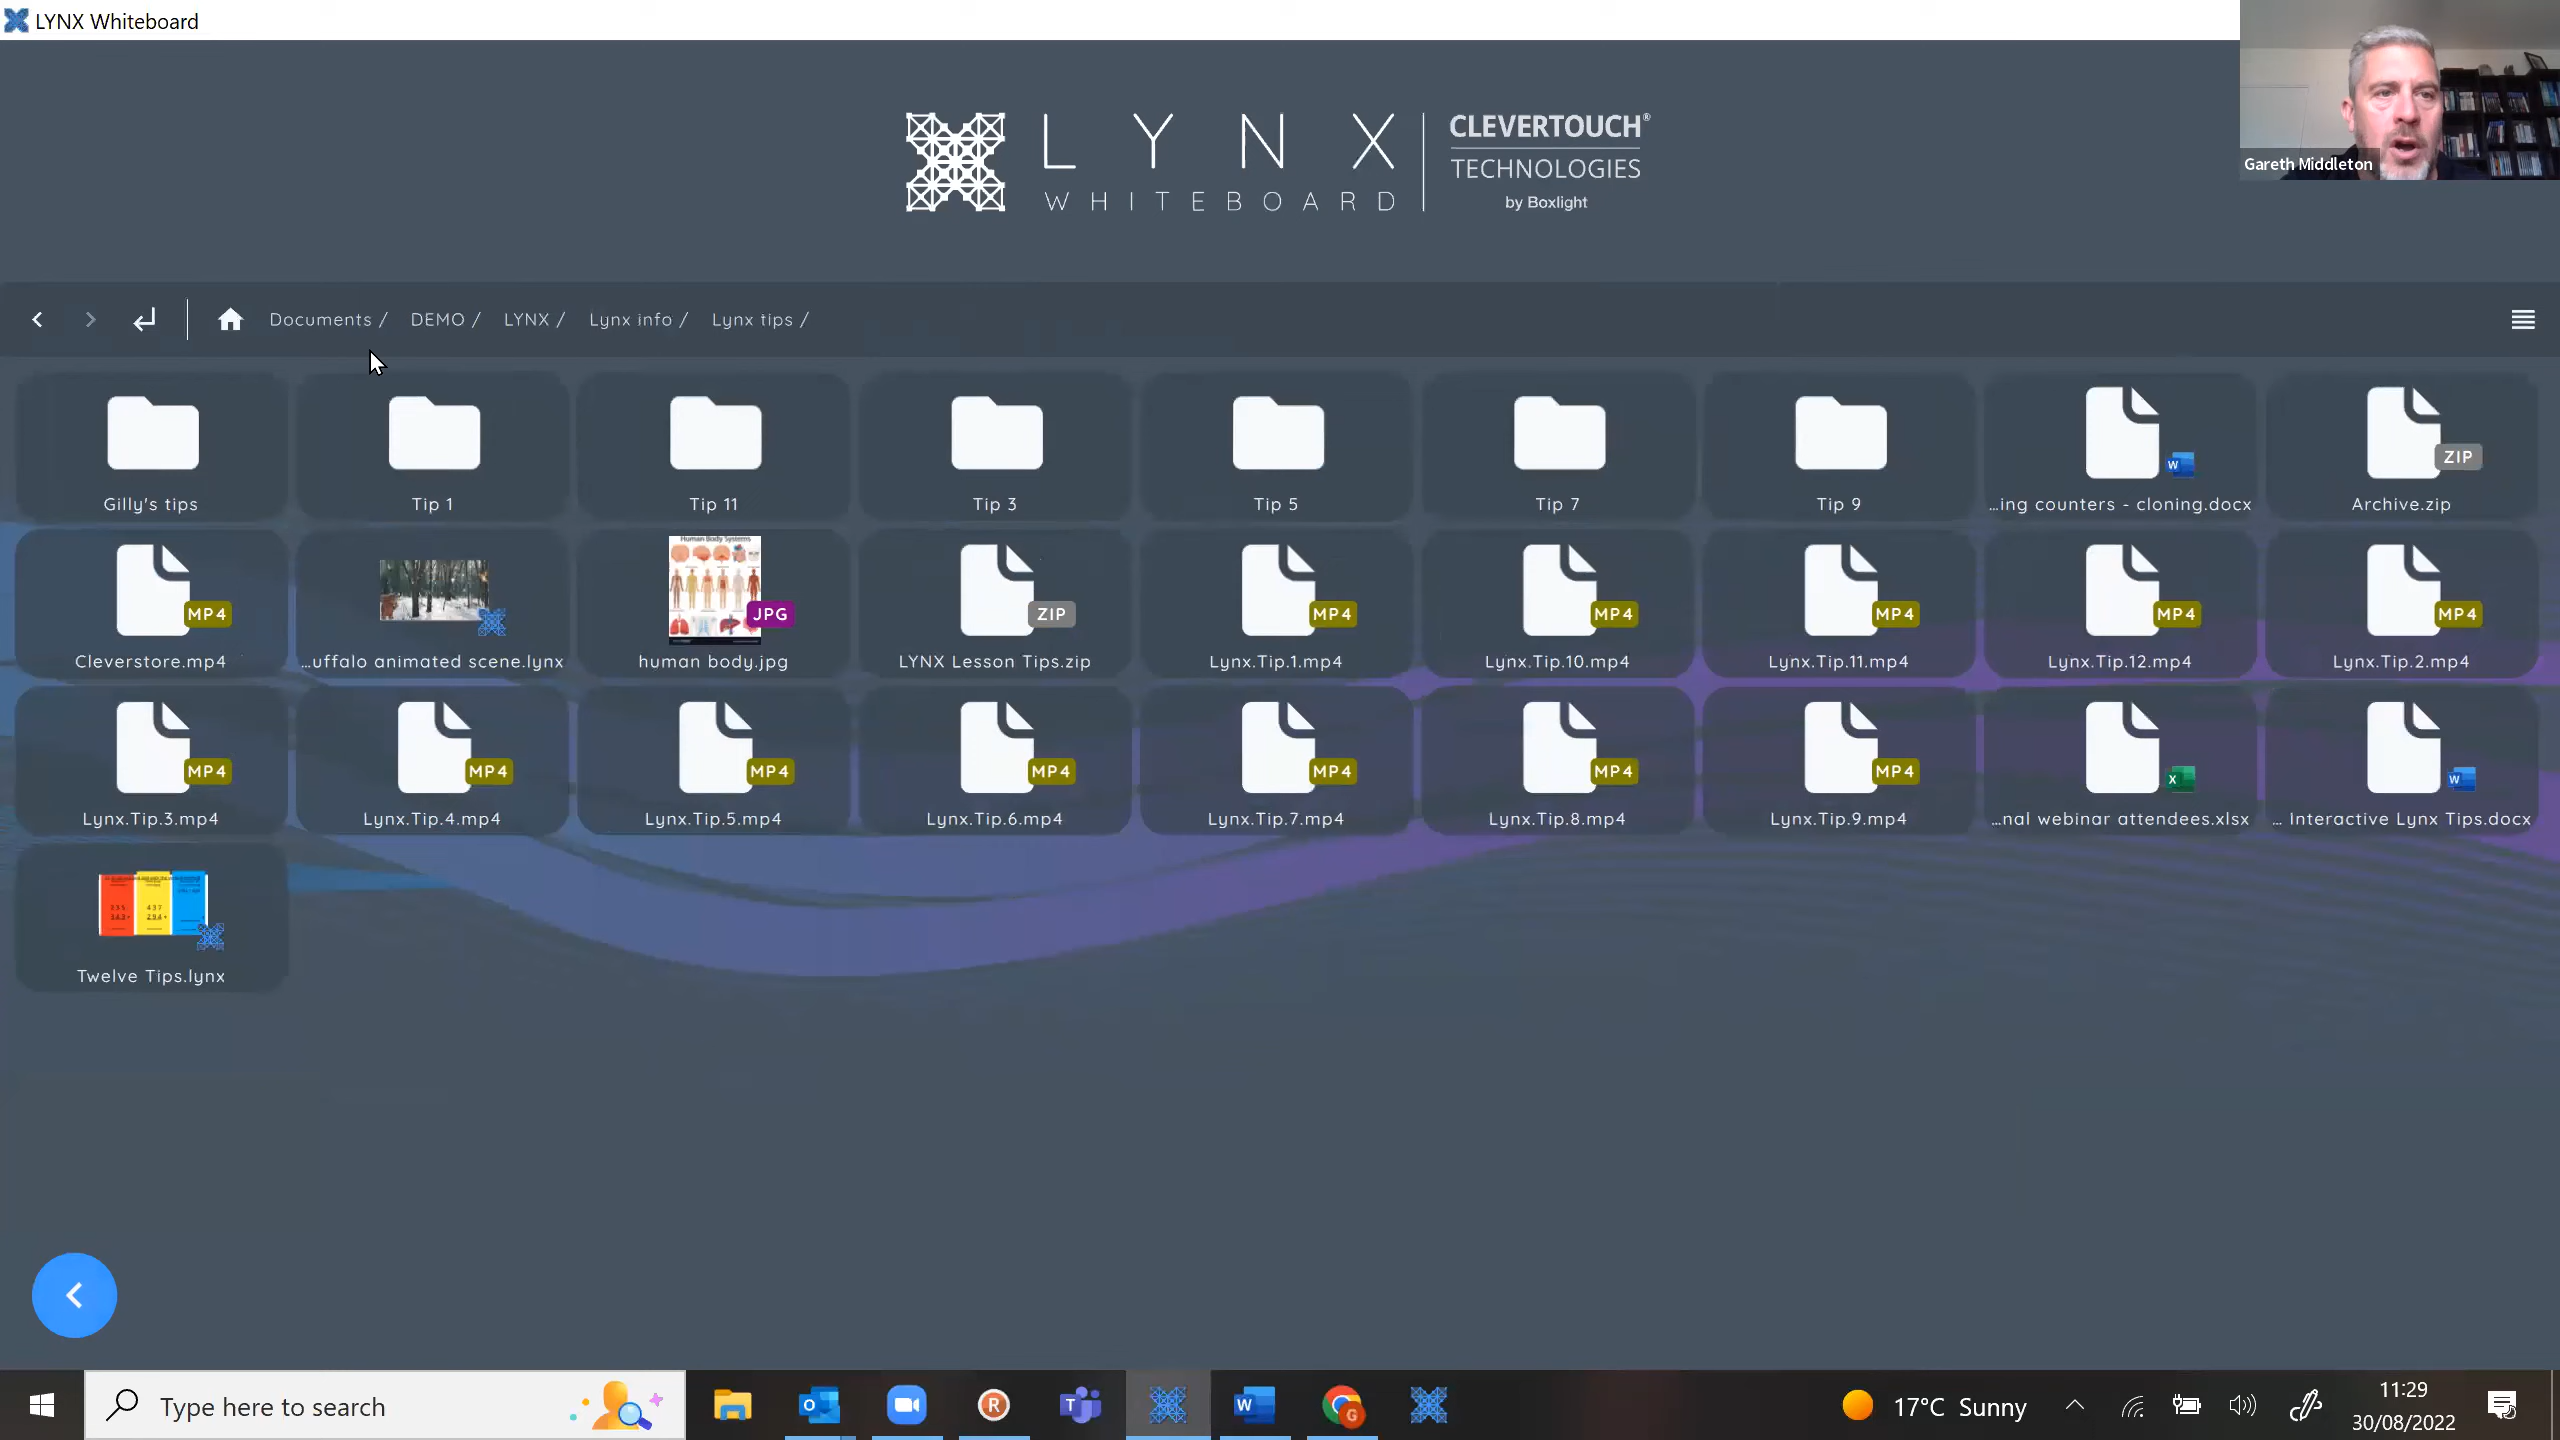 LYNX Whiteboard
LYNX
WHITEBOARD
CLEVERTOUCH®
TECHNOLOGIES
by Boxlight
Gareth Middleton
Documents / DEMO / LYNX / Lynx info / Lynx tips /
Gilly's tips
Tip 1
Tip 11
Tip 3
Tip 5
Tip 7
Tip 9
W
...ing counters - cloning.docx
ZIP
Archive.zip
MP4
Cleverstore.mp4
...uffalo animated scene.lynx
Human Body Systems
JPG
human body.jpg
ZIP
LYNX Lesson Tips.zip
MP4
Lynx.Tip.1.mp4
MP4
Lynx.Tip.10.mp4
MP4
Lynx.Tip.11.mp4
MP4
Lynx.Tip.12.mp4
MP4
Lynx.Tip.2.mp4
MP4
Lynx.Tip.3.mp4
MP4
Lynx.Tip.4.mp4
MP4
Lynx.Tip.5.mp4
MP4
Lynx.Tip.6.mp4
MP4
Lynx.Tip.7.mp4
MP4
Lynx.Tip.8.mp4
MP4
Lynx.Tip.9.mp4
X
...nal webinar attendees.xlsx
W
... Interactive Lynx Tips.docx
Twelve Tips.lynx
Type here to search
17°C Sunny
11:29
30/08/2022